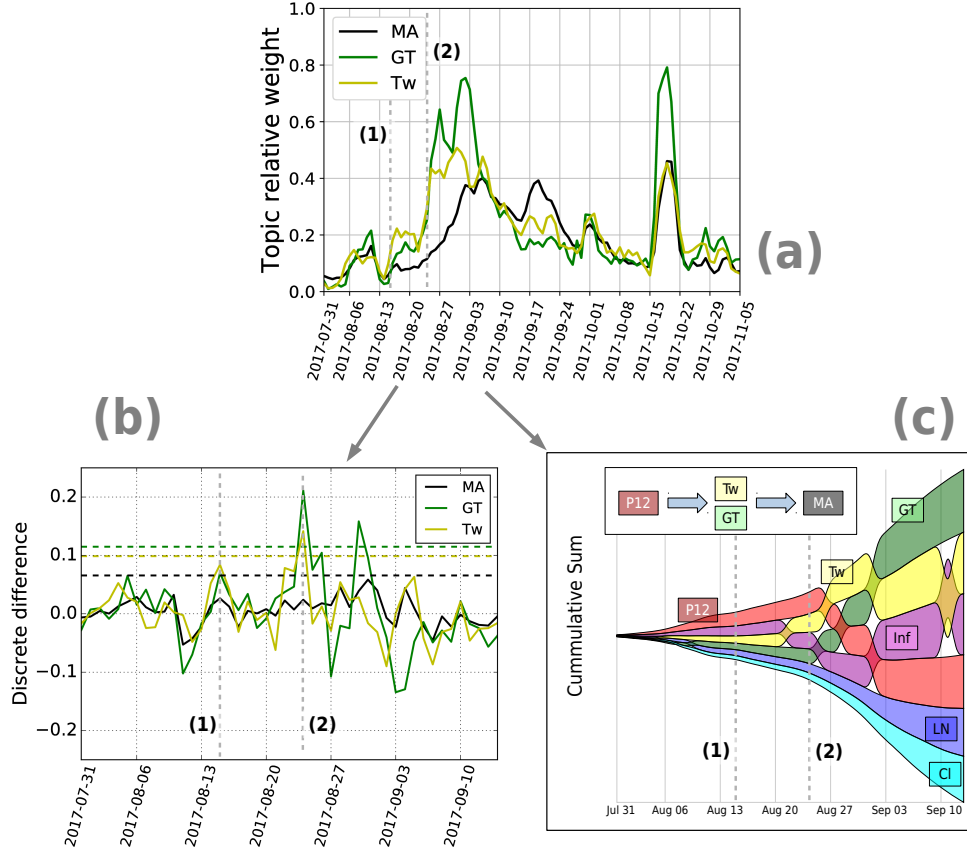 Topic relative weight
1.0
0.8
0.6
0.4
0.2
0.0
MA
GT
Tw
(1)
(2)
2017-07-31
2017-08-06
2017-08-13
2017-08-20
2017-08-27
2017-09-03
2017-09-10
2017-09-17
2017-09-24
2017-10-01
2017-10-08
2017-10-15
2017-10-22
2017-10-29
2017-11-05
(a)
(b)
Discrete difference
0.2
0.1
0.0
−0.1
−0.2
MA
GT
Tw
(1)
(2)
2017-07-31
2017-08-06
2017-08-13
2017-08-20
2017-08-27
2017-09-03
2017-09-10
(c)
Cummulative Sum
P12
Tw
GT
MA
GT
Tw
P12
Inf
LN
CI
(1)
(2)
Jul 31
Aug 06
Aug 13
Aug 20
Aug 27
Sep 03
Sep 10